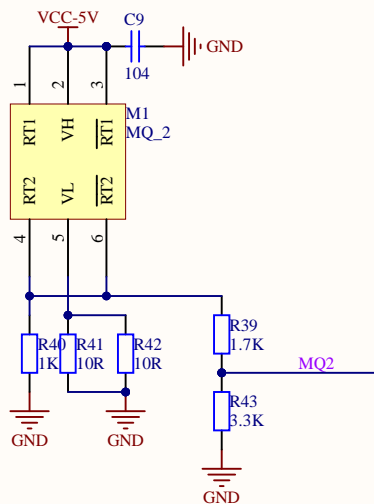 VCC-5V
C9
GND
104
1
2
3
M1
MQ_2
RT1
VH
RT1
RT2
VL
RT2
4
5
6
R40
1K
R41
10R
R42
10R
R39
1.7K
MQ2
R43
3.3K
GND
GND
GND